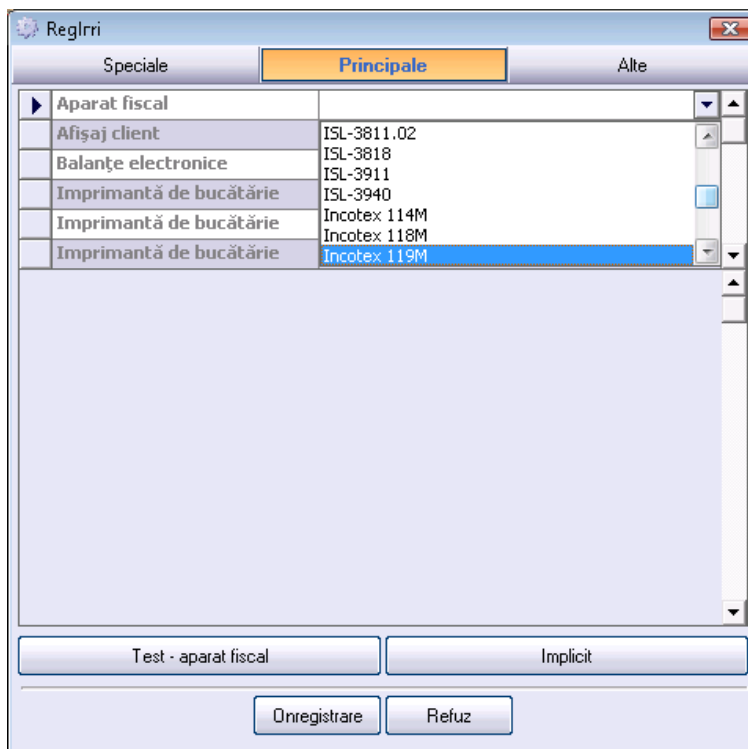 RegIrri
Speciale
Principale
Alte
Aparat fiscal
Afişaj client
Balanţe electronice
Imprimantă de bucătărie
Imprimantă de bucătărie
Imprimantă de bucătărie
ISL-3811.02
ISL-3818
ISL-3911
ISL-3940
Incotex 114M
Incotex 118M
Incotex 119M
Test - aparat fiscal
Implicit
Onregistrare
Refuz